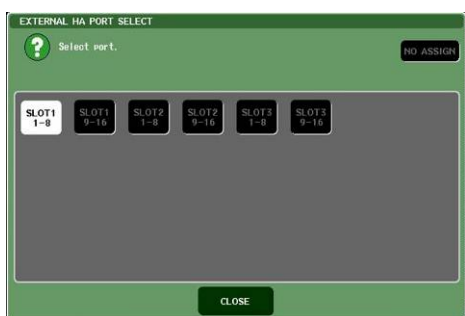 EXTERNAL HA PORT SELECT
Select port.
NO ASSIGN
SLOT1 SLOT1 SLOT2 SLOT2 SLOT3 SLOT3
1-8 9-16 1-8 9-16 1-8 9-16
CLOSE